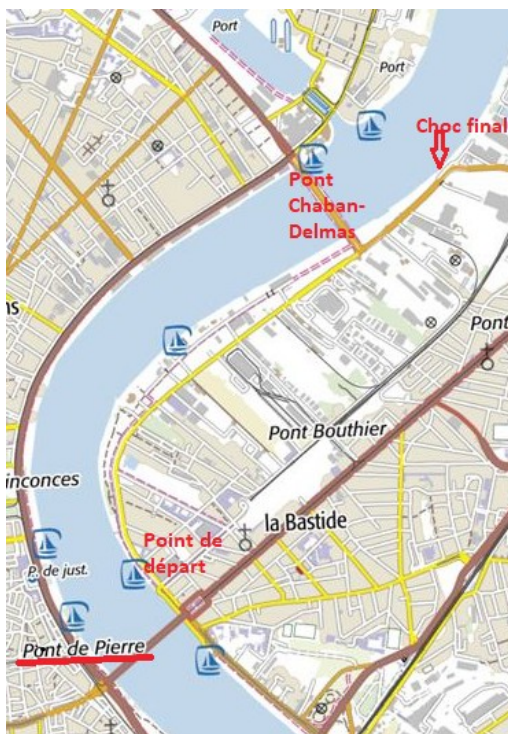 Port
Port
Choc final
Pont
Chaban-
Delmas
ns
Pont
Pont Bouthier
inconces
la Bastide
Point de
départ
P. de just.
Pont de Pierre